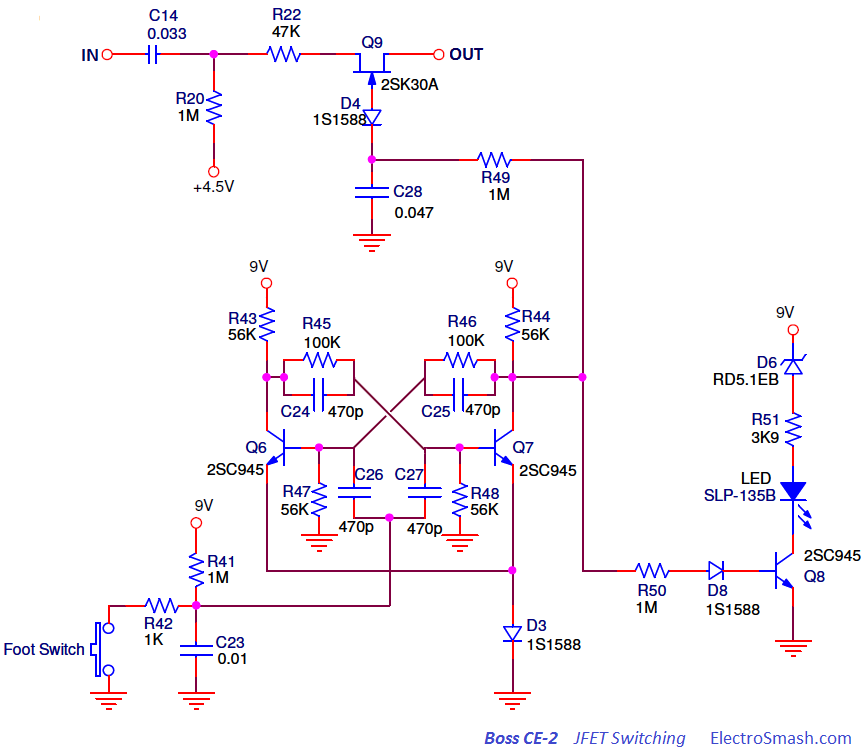 C14
0.033
R22
47K
Q9
IN
OUT
2SK30A
R20
1M
D4
1S1588
+4.5V
R49
1M
C28
0.047
9V
9V
R43
56K
R45
100K
R46
100K
R44
56K
9V
D6
RD5.1EB
C24
470p
C25
470p
R51
3K9
Q6
2SC945
Q7
2SC945
C26
C27
LED
SLP-135B
R47
56K
R48
56K
470p
470p
9V
R41
1M
2SC945
Q8
R50
1M
D8
1S1588
R42
1K
C23
0.01
Foot Switch
D3
1S1588
Boss CE-2 JFET Switching ElectroSmash.com